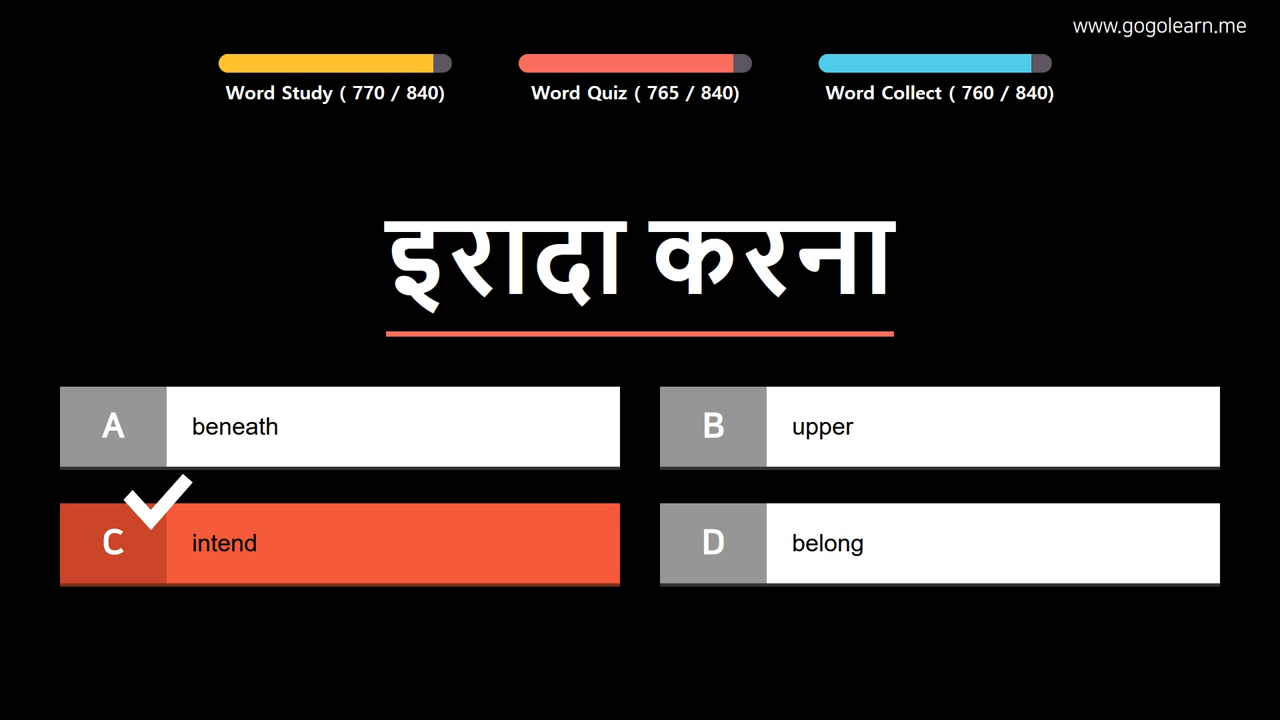 www.gogolearn.me
Word Study ( 770 / 840)
Word Quiz ( 765 / 840)
Word Collect ( 760 / 840)
इरादा करना
A beneath
B upper
C intend
D belong